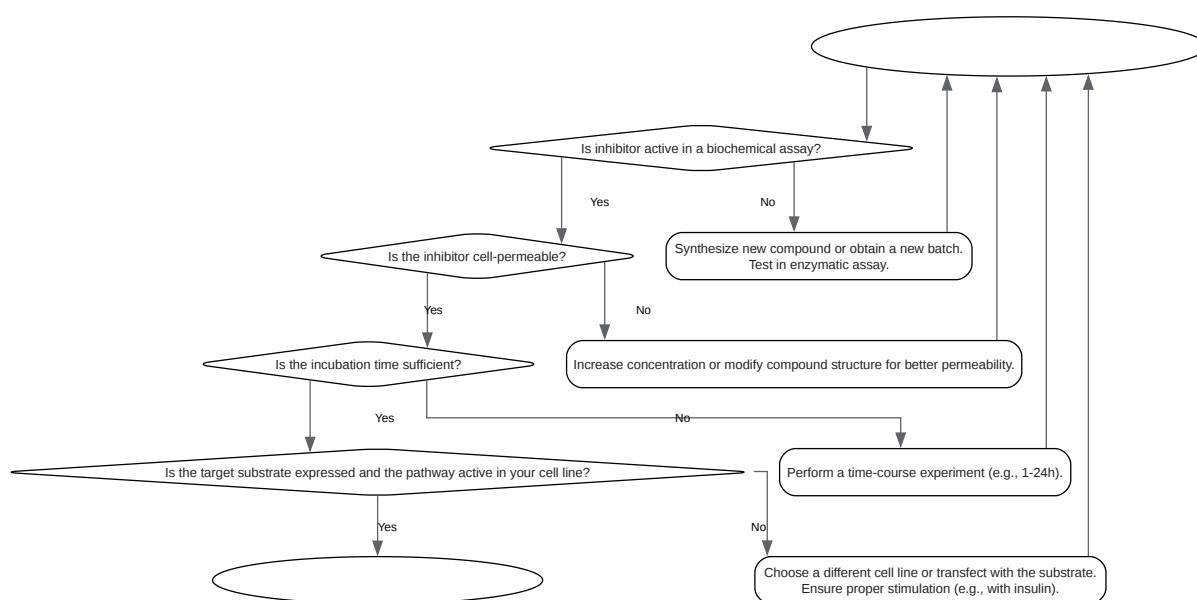 Is inhibitor active in a biochemical assay?
Yes
No
Is the inhibitor cell-permeable?
Synthesize new compound or obtain a new batch.
Test in enzymatic assay.
Yes
No
Is the incubation time sufficient?
Increase concentration or modify compound structure for better permeability.
Yes
No
Is the target substrate expressed and the pathway active in your cell line?
Perform a time-course experiment (e.g., 1-24h).
Yes
No
Choose a different cell line or transfect with the substrate.
Ensure proper stimulation (e.g., with insulin).